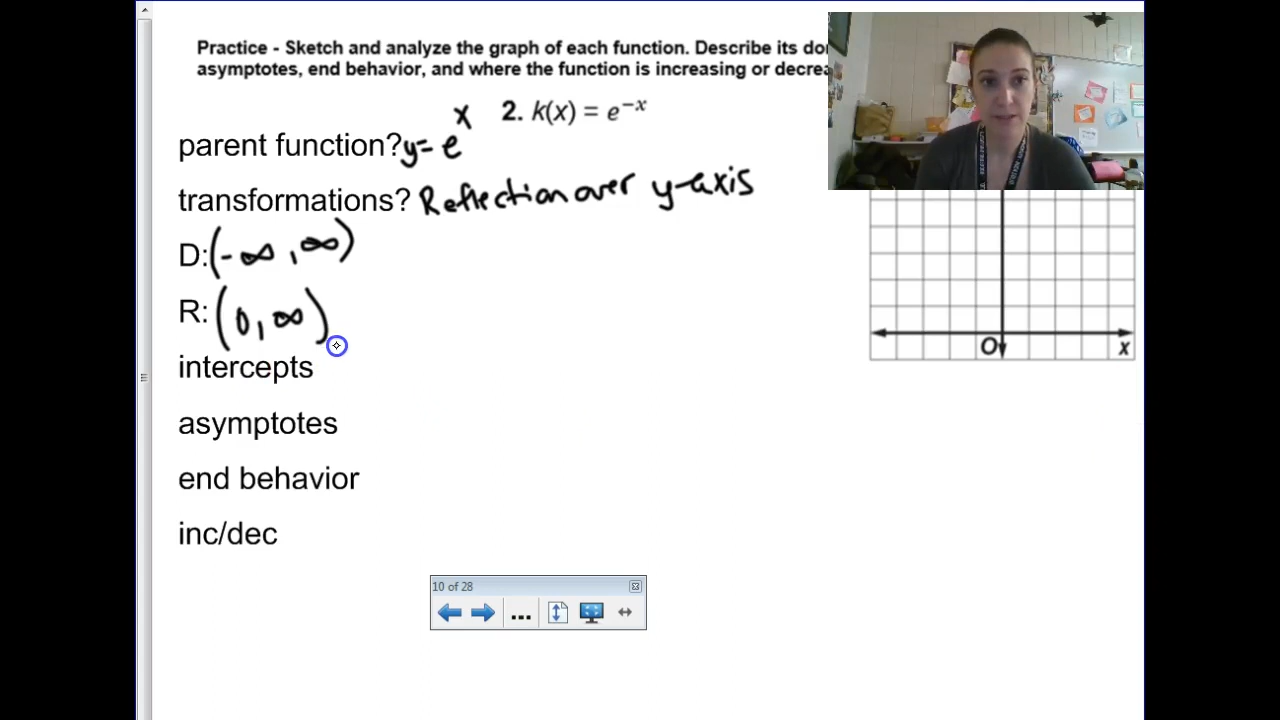 Practice - Sketch and analyze the graph of each function. Describe its
asymptotes, end behavior, and where the function is increasing or
2. k(x) = e^{-x}
parent function? y=e^x
transformations? Reflection over y-axis
D: (-∞, ∞)
R: (0, ∞)
O x
intercepts
asymptotes
end behavior
inc/dec
10 of 28